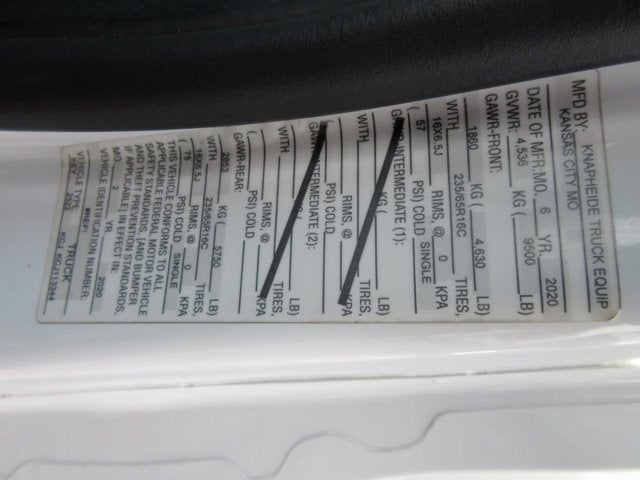 MFD BY: KNAPHEIDE TRUCK EQUIP
KANSAS CITY MO
DATE OF MFR: MO. 6 YR. 2020
GVWR: 4,536 KG ( 9500 LB)
GAWR-FRONT:
1860 KG ( 4,630 LB)
WITH 235/65R16C TIRES,
16X6.5J RIMS, @ 0 KPA
( 57 PSI) COLD SINGLE
GAWR-INTERMEDIATE (1):
KG ( LB)
WITH TIRES,
RIMS, @ KPA
( PSI) COLD
GAWR-INTERMEDIATE (2):
KG ( LB)
WITH TIRES,
RIMS, @ KPA
( PSI) COLD
GAWR-REAR:
2853 KG ( 5750 LB)
WITH 235/65R16C TIRES,
16X6.5J RIMS, @ 0 KPA
( 75 PSI) COLD SINGLE
THIS VEHICLE CONFORMS TO ALL
APPLICABLE FEDERAL MOTOR VEHICLE
SAFETY STANDARDS, (AND BUMPER
AND THEFT PREVENTION STANDARDS,
IF APPLICABLE) IN EFFECT IN:
MO. 2 YR 2020
VEHICLE IDENTIFICATION NUMBER:
VEHICLE TYPE: TRUCK
KCJ KCJ113344